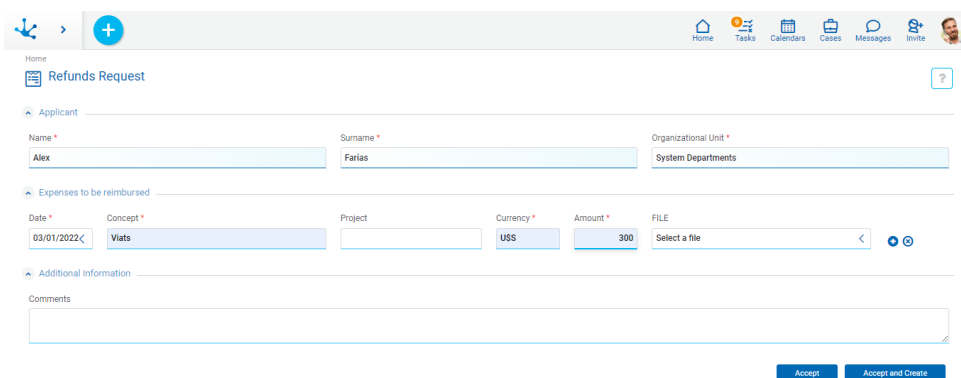 9
Home Tasks Calendars Cases Messages Invite
Home
Refunds Request
?
Applicant
Name * Surname * Organizational Unit *
Alex Farías System Departments
Expenses to be reimbursed
Date * Concept * Project Currency * Amount * FILE
03/01/2022 Viats U$S 300 Select a file
Additional Information
Comments
Accept Accept and Create